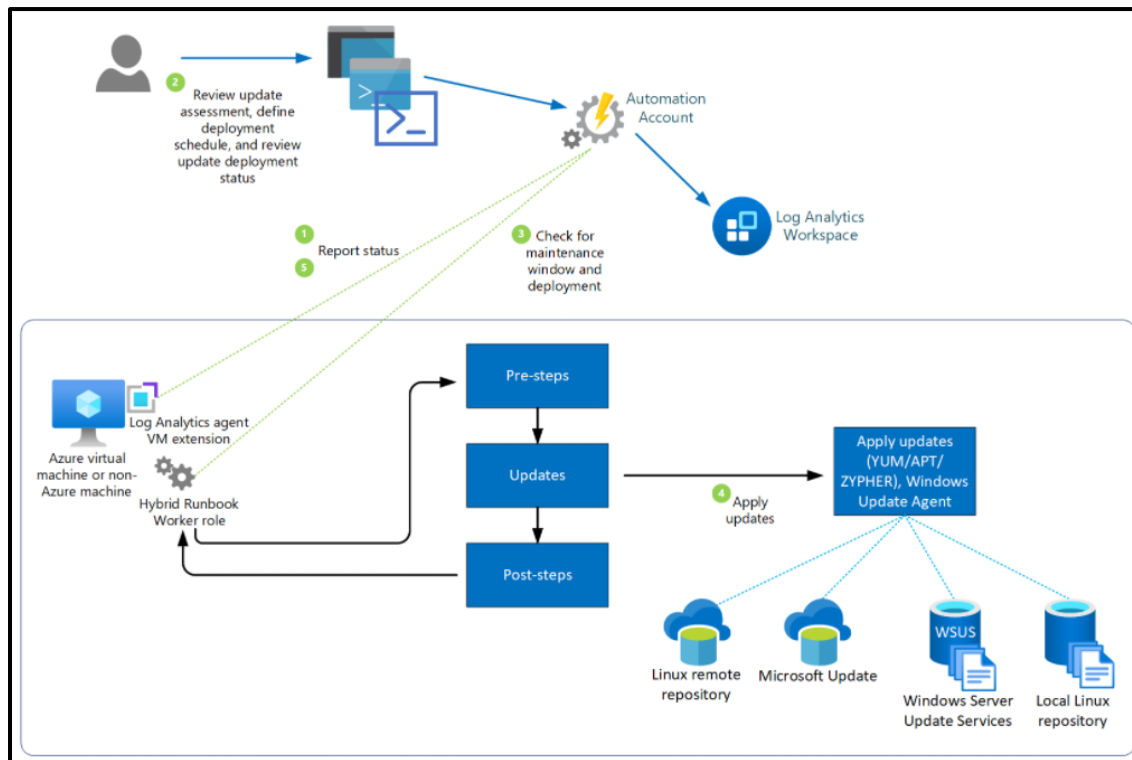 2
Review update
assessment, define
deployment
schedule, and review
update deployment
status
Automation
Account
Log Analytics
Workspace
1
Report status
5
3
Check for
maintenance
window and
deployment
Pre-steps
Log Analytics agent
VM extension
Azure virtual
machine or non-
Azure machine
Hybrid Runbook
Worker role
Updates
4
Apply
updates
Apply updates
(YUM/APT/
ZYPHER), Windows
Update Agent
Post-steps
Linux remote
repository
Microsoft Update
WSUS
Windows Server
Update Services
Local Linux
repository